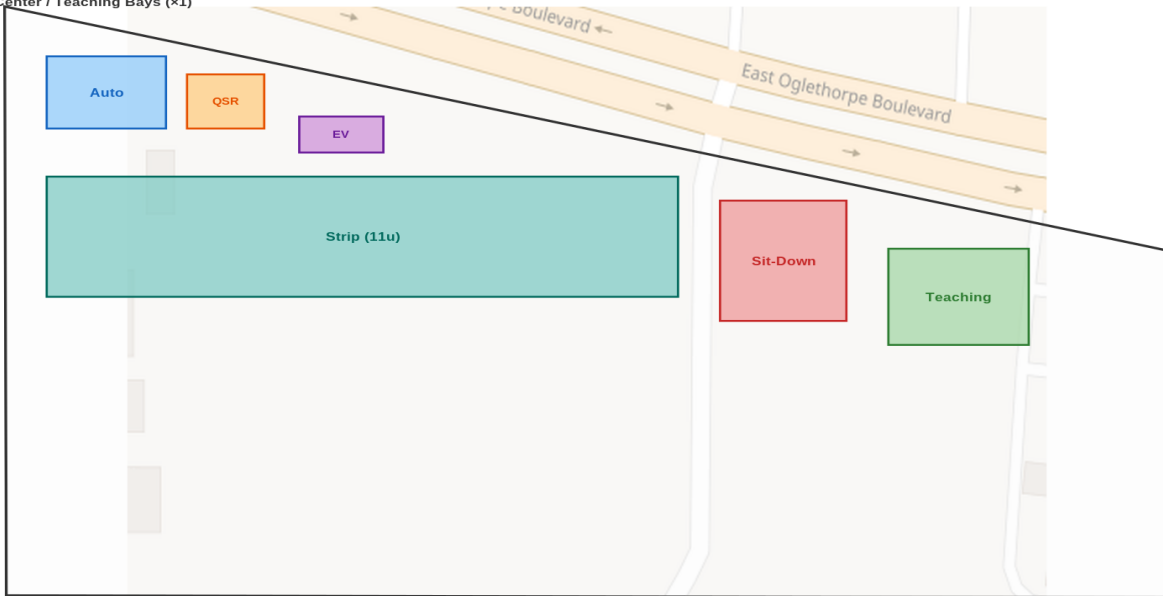 Center / Teaching Bays (×1)
Boulevard
East Oglethorpe Boulevard
Auto
QSR
EV
Strip (11u)
Sit-Down
Teaching